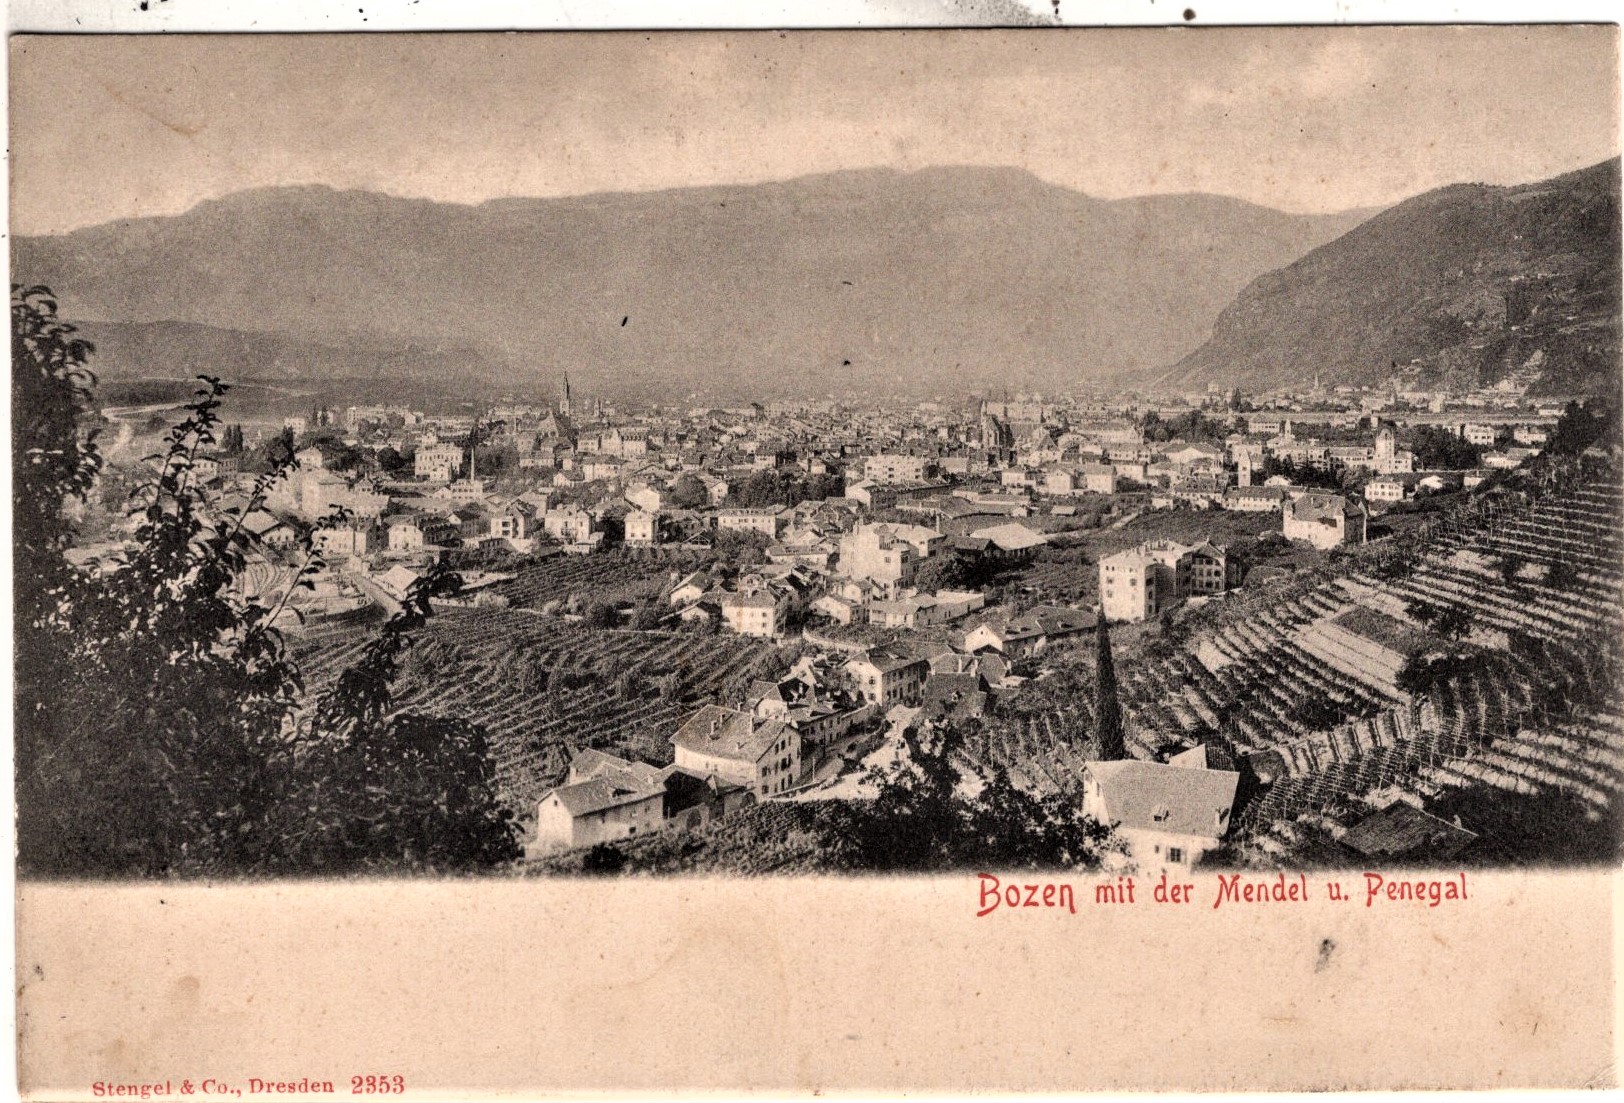 Bozen mit der Mendel u. Penegal
Stengel & Co., Dresden 2353